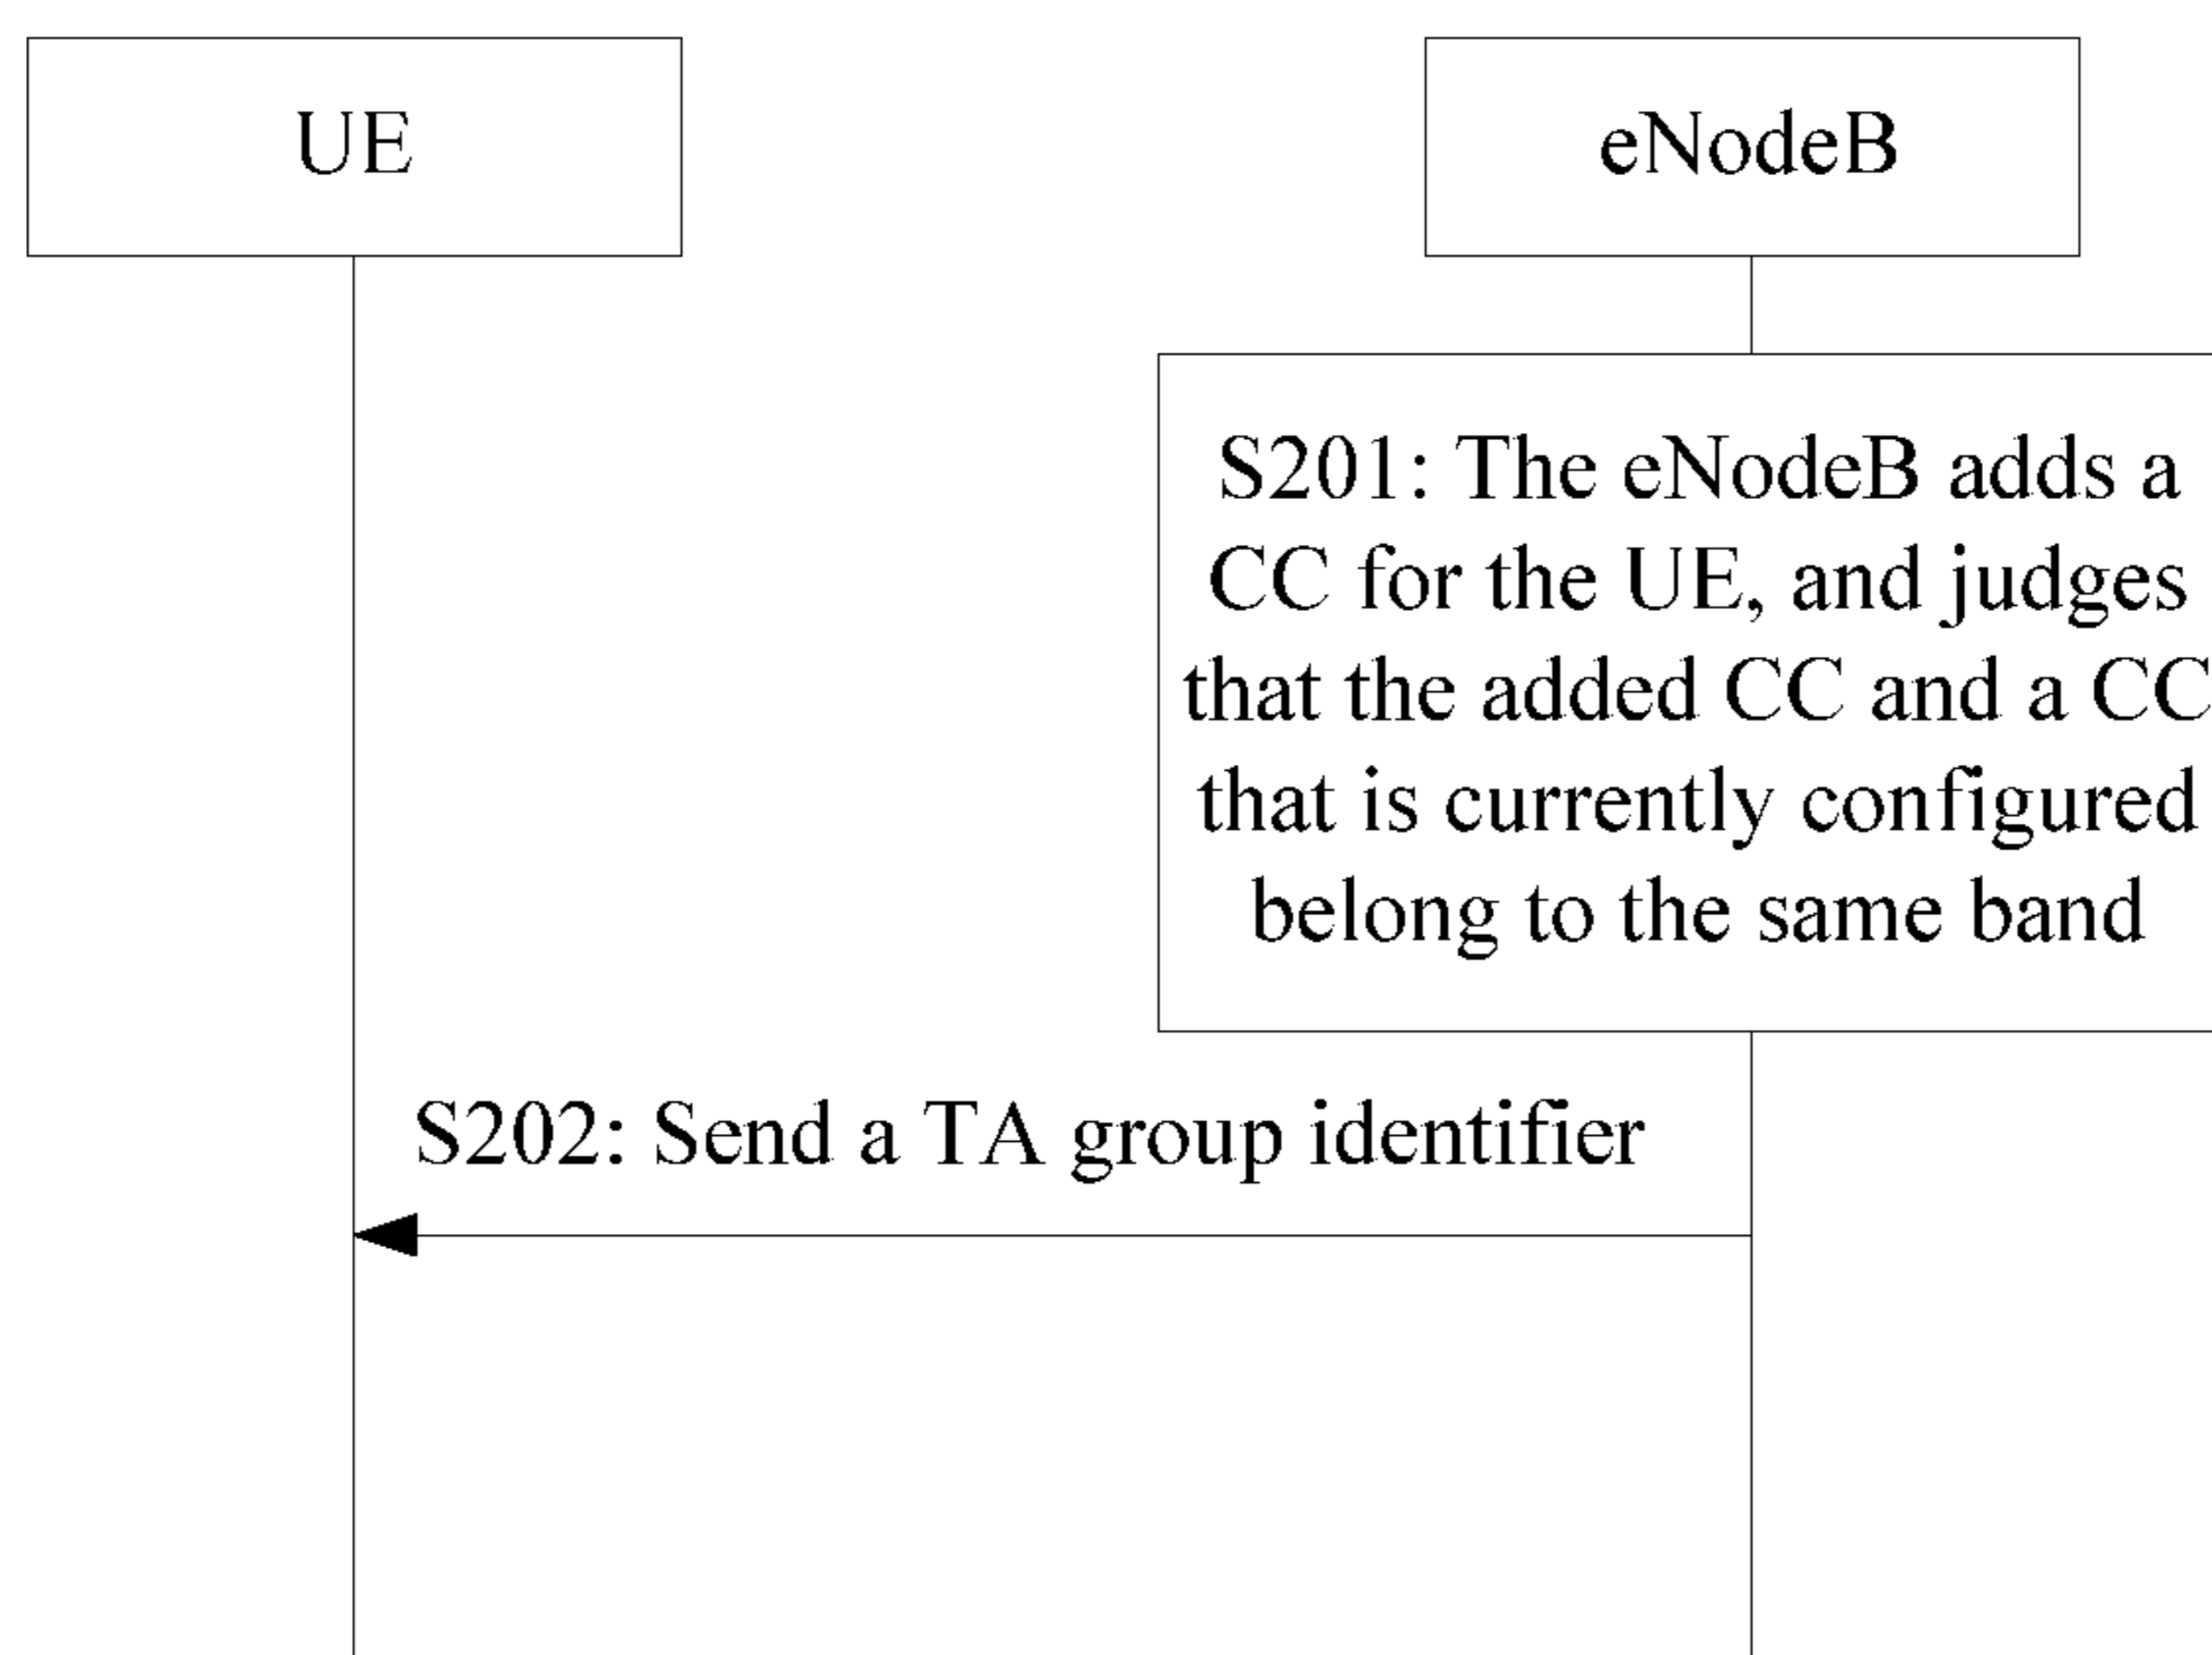 UE
eNodeB
S201: The eNodeB adds a
CC for the UE, and judges
that the added CC and a CC
that is currently configured
belong to the same band
S202: Send a TA group identifier